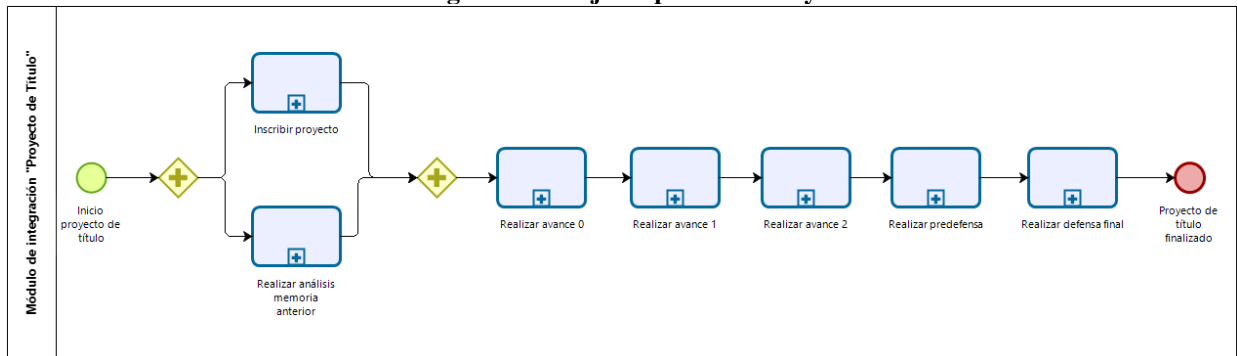 Módulo de integración "Proyecto de Título"
Inicio
proyecto de
título
Inscribir proyecto
Realizar análisis
memoria
anterior
Realizar avance 0
Realizar avance 1
Realizar avance 2
Realizar predefensa
Realizar defensa final
Proyecto de
título
finalizado